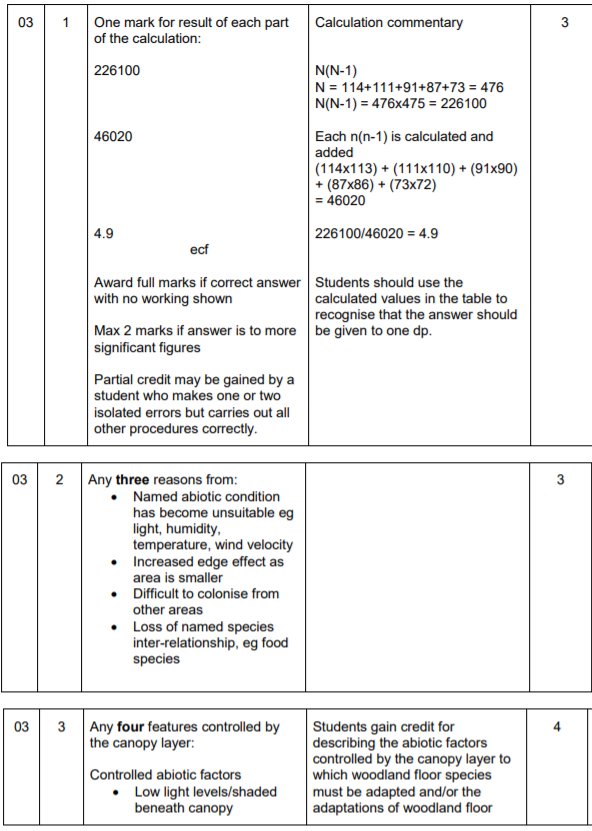 03 1 One mark for result of each part
of the calculation:
226100
46020
4.9
ecf
Award full marks if correct answer
with no working shown
Max 2 marks if answer is to more
significant figures
Partial credit may be gained by a
student who makes one or two
isolated errors but carries out all
other procedures correctly.
Calculation commentary
N(N-1)
N = 114+111+91+87+73 = 476
N(N-1) = 476x475 = 226100
Each n(n-1) is calculated and
added
(114x113) + (111x110) + (91x90)
+ (87x86) + (73x72)
= 46020
226100/46020 = 4.9
Students should use the
calculated values in the table to
recognise that the answer should
be given to one dp.
3
03 2 Any three reasons from:
• Named abiotic condition
has become unsuitable eg
light, humidity,
temperature, wind velocity
• Increased edge effect as
area is smaller
• Difficult to colonise from
other areas
• Loss of named species
inter-relationship, eg food
species
3
03 3 Any four features controlled by
the canopy layer:
Controlled abiotic factors
• Low light levels/shaded
beneath canopy
Students gain credit for
describing the abiotic factors
controlled by the canopy layer to
which woodland floor species
must be adapted and/or the
adaptations of woodland floor
4